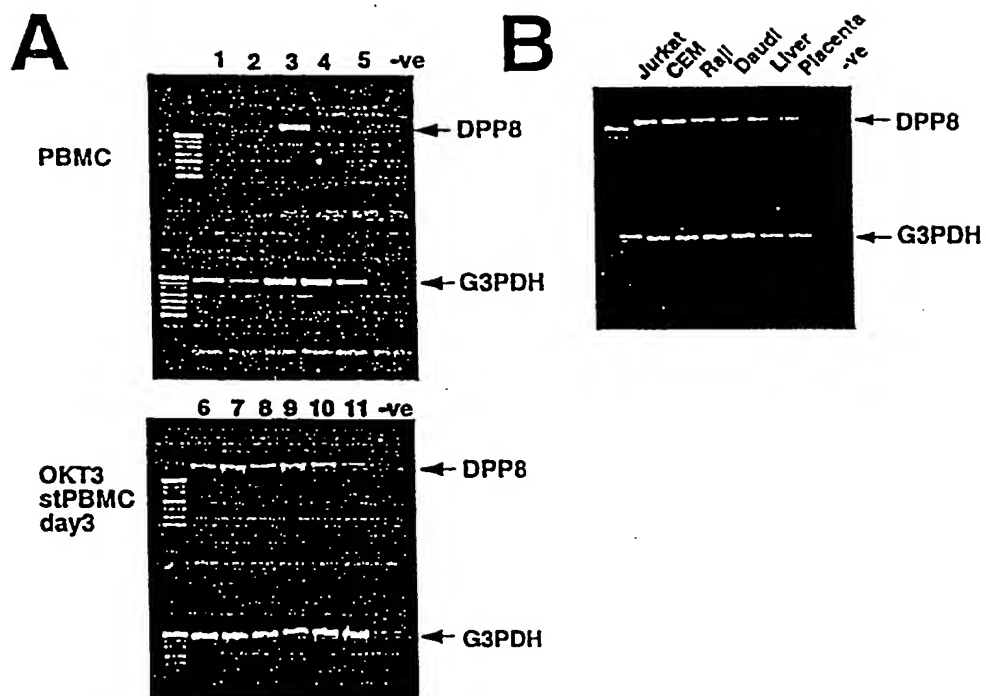 A
1 2 3 4 5 -ve
PBMC
DPP8
G3PDH
6 7 8 9 10 11 -ve
OKT3
stPBMC
day3
DPP8
G3PDH
B
Jurkat
CEM
Raji
Daudi
Liver
Placenta
-ve
DPP8
G3PDH